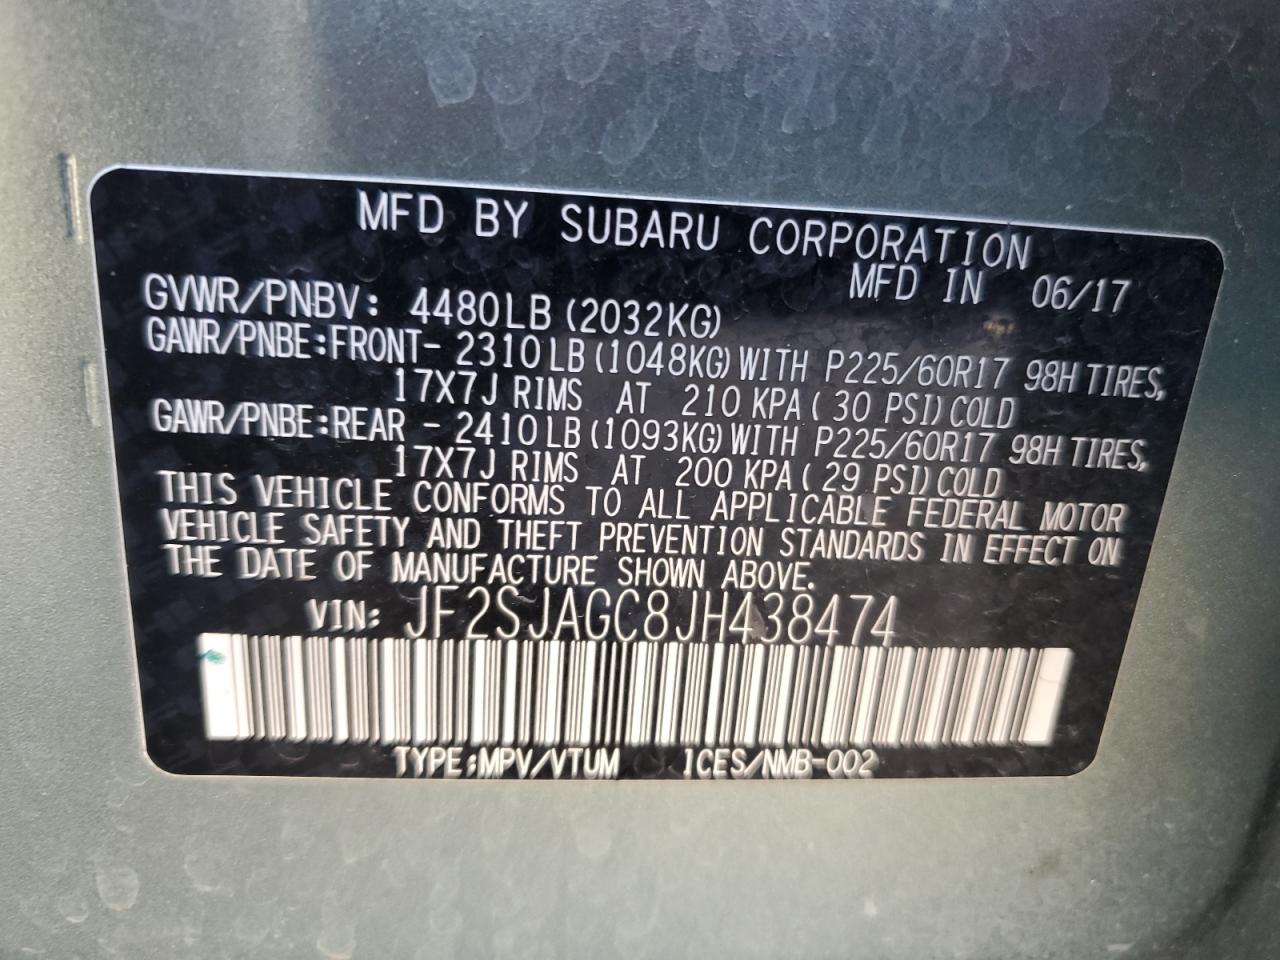 MFD BY SUBARU CORPORATION
MFD IN 06/17
GVWR/PNBV: 4480LB (2032KG)
GAWR/PNBE:FRONT- 2310LB (1048KG) WITH P225/60R17 98H TIRES,
17X7J RIMS AT 210 KPA ( 30 PSI) COLD
GAWR/PNBE:REAR - 2410LB (1093KG) WITH P225/60R17 98H TIRES,
17X7J RIMS AT 200 KPA ( 29 PSI) COLD
THIS VEHICLE CONFORMS TO ALL APPLICABLE FEDERAL MOTOR
VEHICLE SAFETY AND THEFT PREVENTION STANDARDS IN EFFECT ON
THE DATE OF MANUFACTURE SHOWN ABOVE.
VIN: JF2SJAGC8JH438474
TYPE:MPV/VTUM ICES/NMB-002